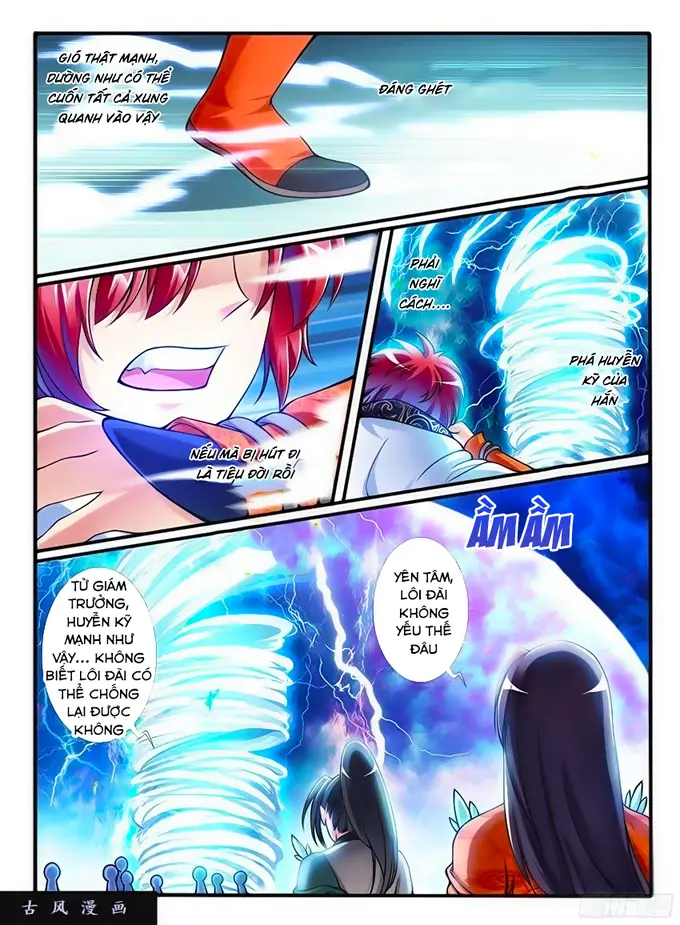 GIÓ THẬT MẠNH,
DƯỜNG NHƯ CÓ THỂ
CUỐN TẤT CẢ XUNG
QUANH VÀO VẬY
ĐÁNG GHÉT
NẾU MÀ BỊ HÚT ĐI
LÀ TIÊU ĐỜI RỒI
PHẢI
NGHĨ
CÁCH....
PHÁ HUYỄN
KỸ CỦA
HẮN
ẦM ẦM
TỬ GIÁM
TRƯỞNG,
HUYỄN KỸ
MẠNH NHƯ
VẬY... KHÔNG
BIẾT LÔI ĐÀI CÓ
THỂ CHỐNG
LẠI ĐƯỢC
KHÔNG
YÊN TÂM,
LÔI ĐÀI
KHÔNG
YẾU THẾ
ĐÂU
古风漫画